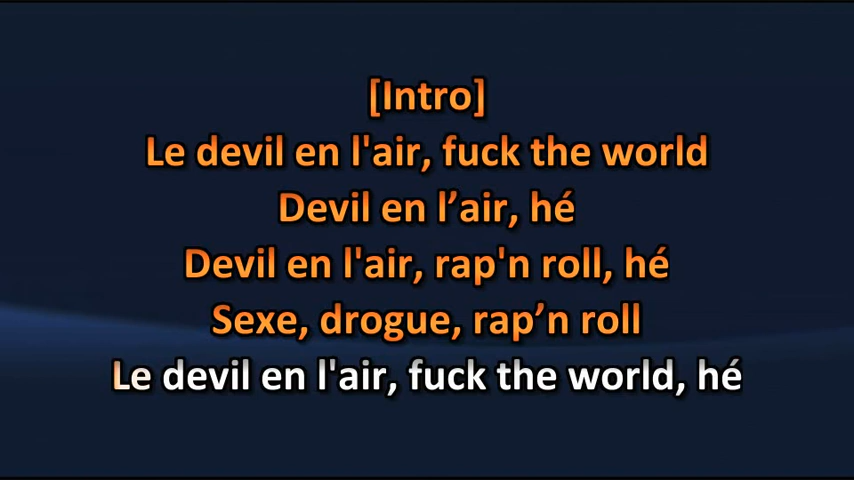 [Intro]
Le devil en l'air, fuck the world
Devil en l’air, hé
Devil en l'air, rap'n roll, hé
Sexe, drogue, rap’n roll
Le devil en l'air, fuck the world, hé